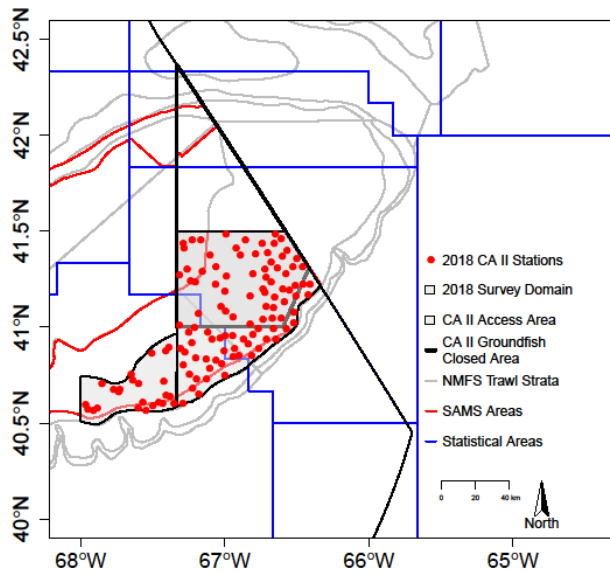 42.5°N
42°N
41.5°N
41°N
40.5°N
40°N
2018 CA II Stations
2018 Survey Domain
CA II Access Area
CA II Groundfish
Closed Area
NMFS Trawl Strata
SAMS Areas
Statistical Areas
0 20 40 km
North
68°W 67°W 66°W 65°W